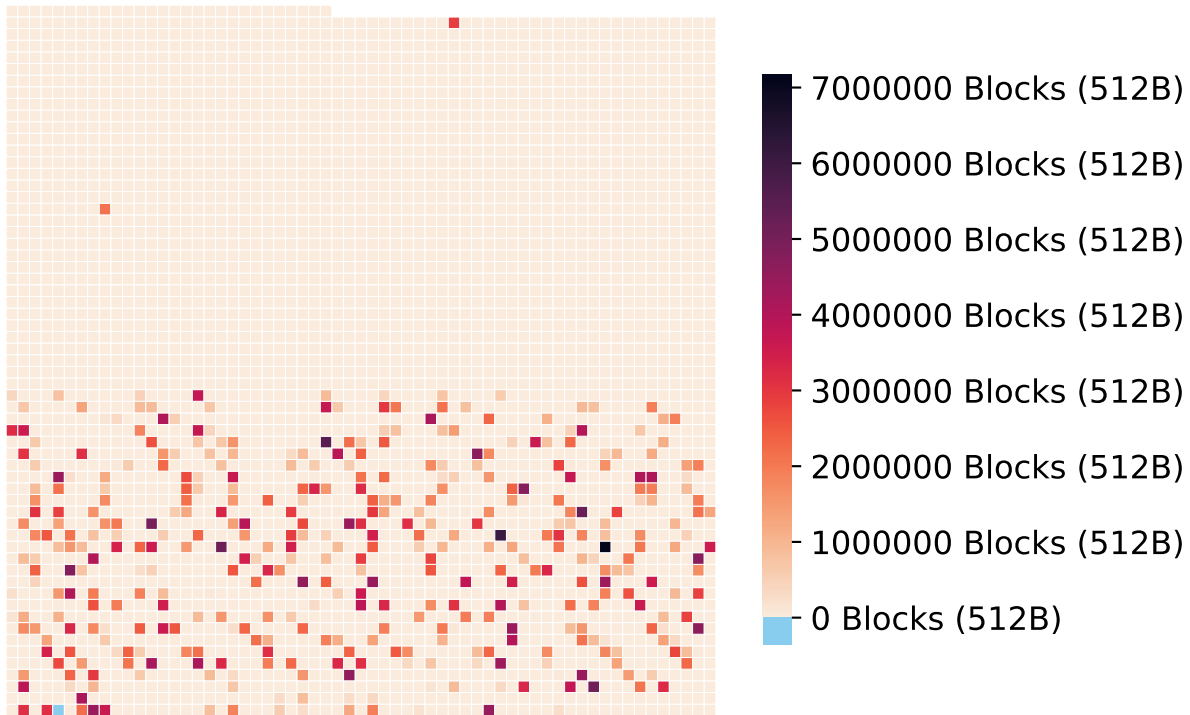 7000000 Blocks (512B)
6000000 Blocks (512B)
5000000 Blocks (512B)
4000000 Blocks (512B)
3000000 Blocks (512B)
2000000 Blocks (512B)
1000000 Blocks (512B)
0 Blocks (512B)